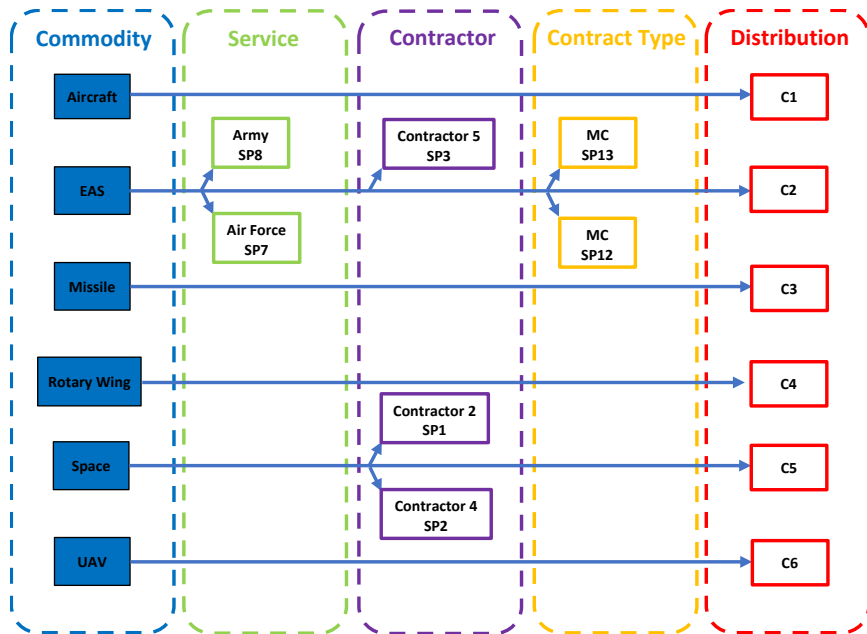 Commodity
Service
Contractor
Contract Type
Distribution
Aircraft
C1
Army
SP8
Contractor 5
SP3
MC
SP13
EAS
C2
Air Force
SP7
MC
SP12
Missile
C3
Rotary Wing
C4
Contractor 2
SP1
Space
C5
Contractor 4
SP2
UAV
C6